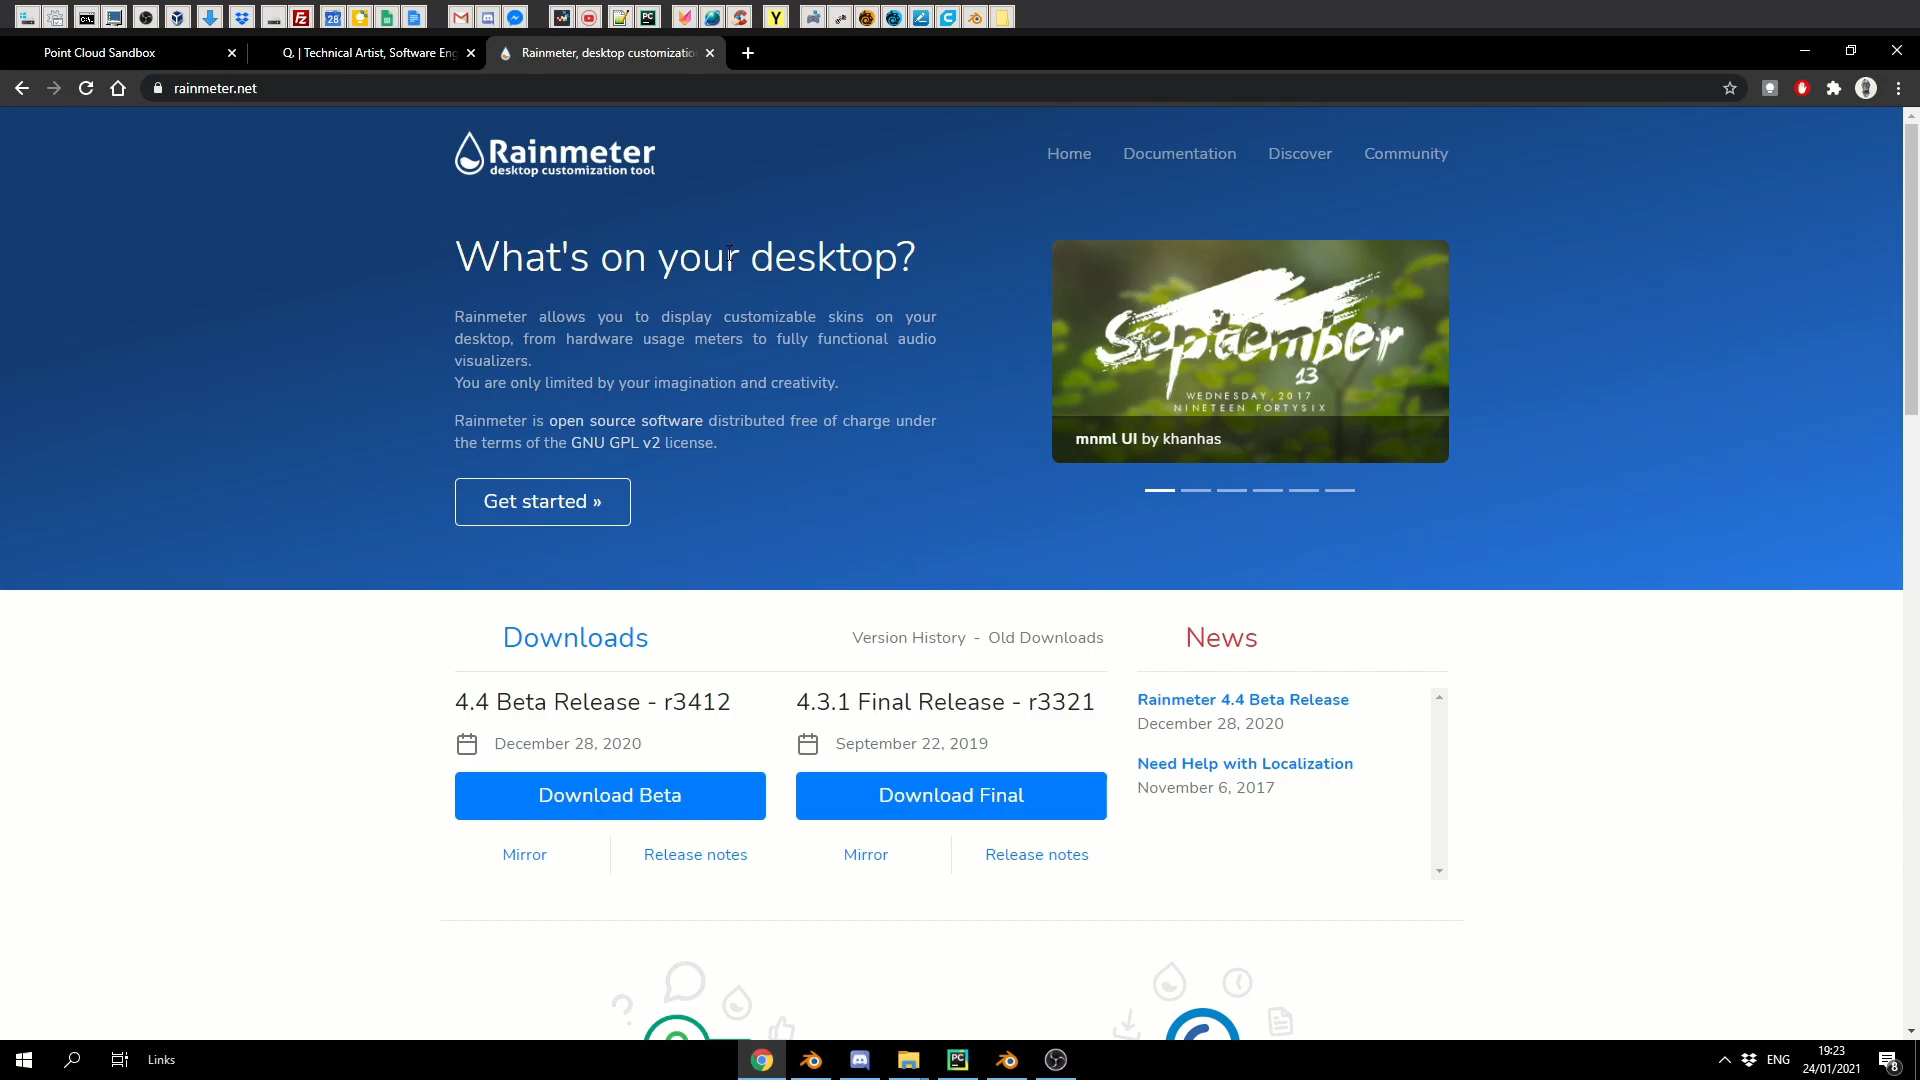 28
PC
Y
Point Cloud Sandbox
Q. | Technical Artist, Software Eng
Rainmeter, desktop customizatio
rainmeter.net
Rainmeter
desktop customization tool
Home
Documentation
Discover
Community
What's on your desktop?
Rainmeter allows you to display customizable skins on your
desktop, from hardware usage meters to fully functional audio
visualizers.
You are only limited by your imagination and creativity.
Rainmeter is open source software distributed free of charge under
the terms of the GNU GPL v2 license.
Get started »
September
13
WEDNESDAY, 2017
NINETEEN FORTYSIX
mnml UI by khanhas
Downloads
Version History - Old Downloads
News
4.4 Beta Release - r3412
December 28, 2020
Download Beta
Mirror
Release notes
4.3.1 Final Release - r3321
September 22, 2019
Download Final
Mirror
Release notes
Rainmeter 4.4 Beta Release
December 28, 2020
Need Help with Localization
November 6, 2017
Links
PC
ENG
19:23
24/01/2021
8